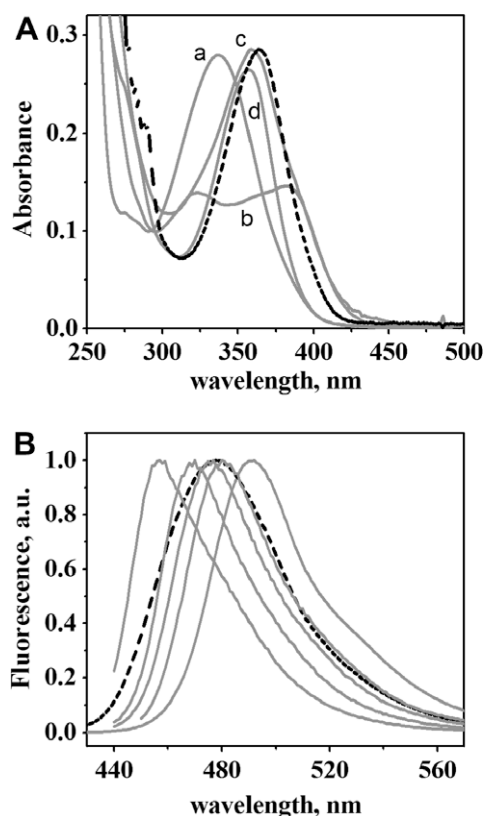 A
0.3
a
c
d
b
0.2
0.1
0.0
Absorbance
250 300 350 400 450 500
wavelength, nm
B
1.0
0.8
0.6
0.4
0.2
0.0
Fluorescence, a.u.
440 480 520 560
wavelength, nm